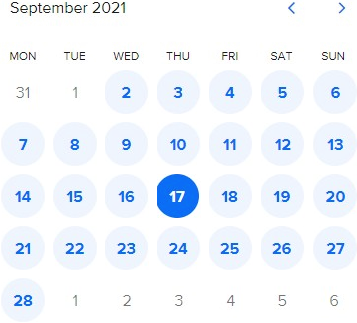 September 2021
MON TUE WED THU FRI SAT SUN
31 1 2 3 4 5 6
7 8 9 10 11 12 13
14 15 16 17 18 19 20
21 22 23 24 25 26 27
28 1 2 3 4 5 6